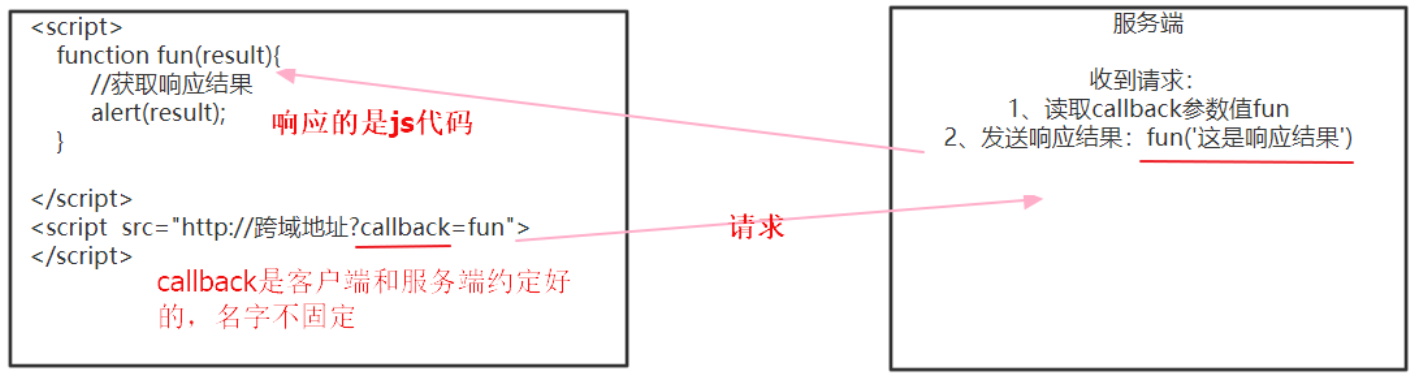 <script>
function fun(result){
//获取响应结果
alert(result);
}
</script>
<script src="http://跨域地址?callback=fun">
</script>
callback是客户端和服务端约定好
的，名字不固定
响应的是js代码
请求
服务端
收到请求：
1、读取callback参数值fun
2、发送响应结果：fun('这是响应结果')